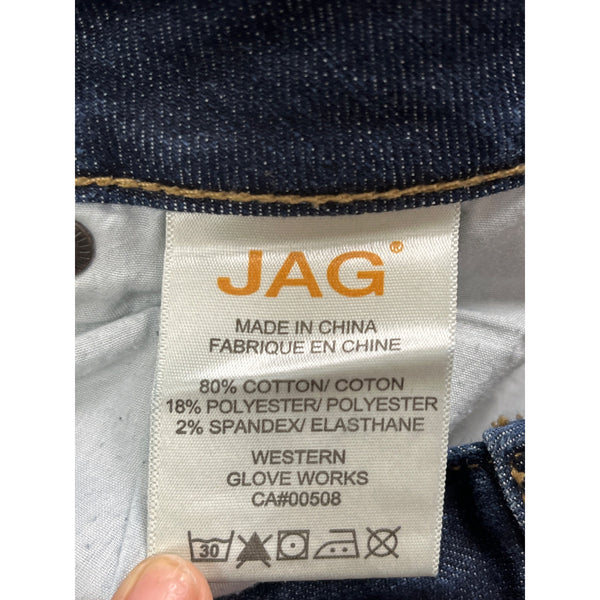 JAG®
MADE IN CHINA
FABRIQUE EN CHINE
80% COTTON/ COTON
18% POLYESTER/ POLYESTER
2% SPANDEX/ ELASTHANE
WESTERN
GLOVE WORKS
CA#00508
30